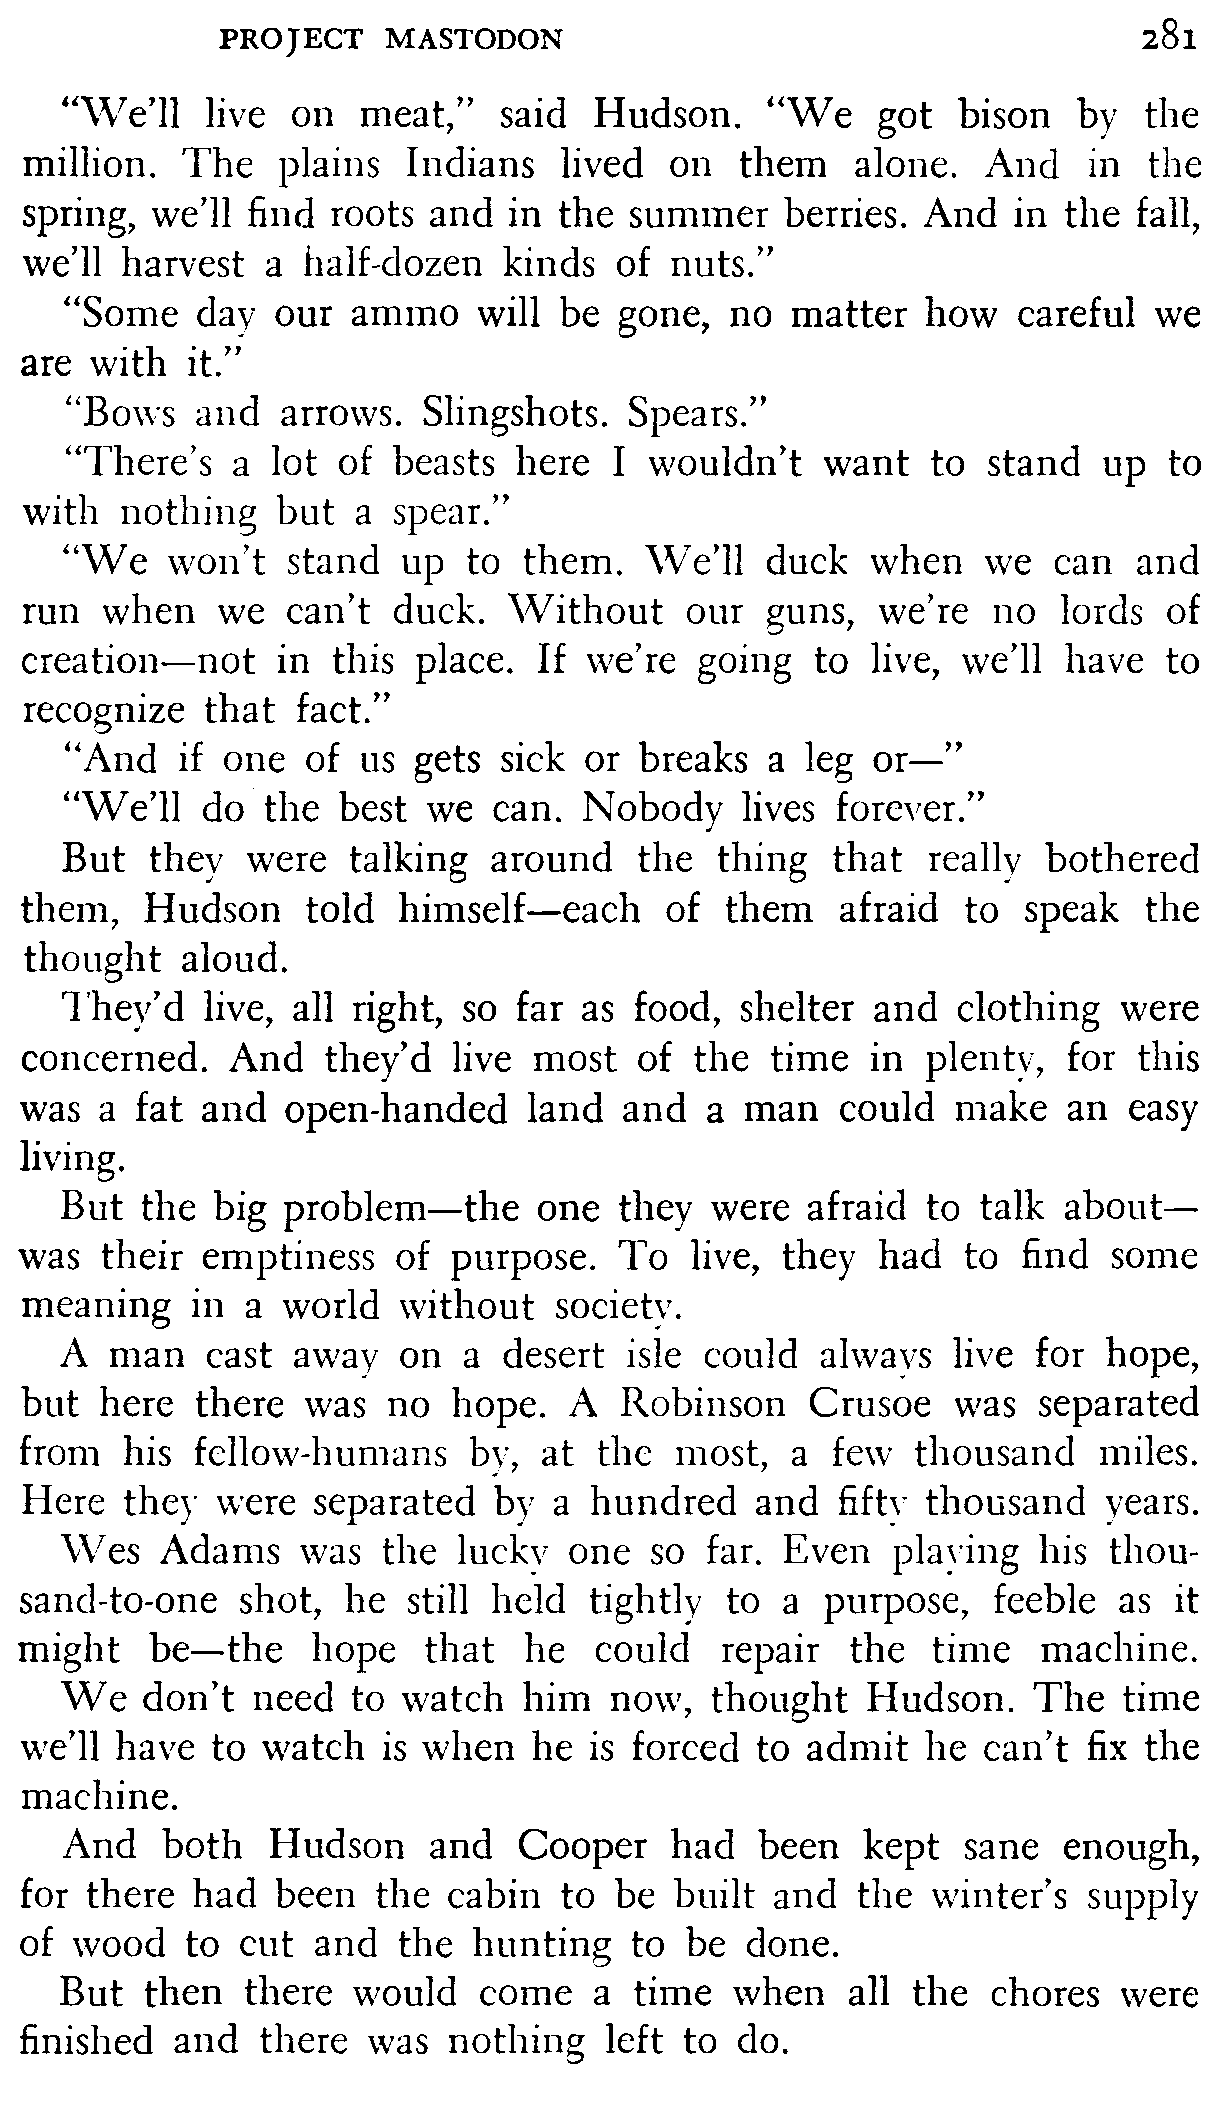 PROJECT MASTODON 281
“We’ll live on meat,” said Hudson. “We got bison by the
million. The plains Indians lived on them alone. And in the
spring, we’ll find roots and in the summer berries. And in the fall,
we’ll harvest a half-dozen kinds of nuts.”
“Some day our ammo will be gone, no matter how careful we
are with it.”
“Bows and arrows. Slingshots. Spears.”
“There’s a lot of beasts here I wouldn’t want to stand up to
with nothing but a spear.”
“We won’t stand up to them. We’ll duck when we can and
run when we can’t duck. Without our guns, we’re no lords of
creation—not in this place. If we’re going to live, we’ll have to
recognize that fact.”
“And if one of us gets sick or breaks a leg or—”
“We’ll do the best we can. Nobody lives forever.”
But they were talking around the thing that really bothered
them, Hudson told himself—each of them afraid to speak the
thought aloud.
They’d live, all right, so far as food, shelter and clothing were
concerned. And they’d live most of the time in plenty, for this
was a fat and open-handed land and a man could make an easy
living.
But the big problem—the one they were afraid to talk about—
was their emptiness of purpose. To live, they had to find some
meaning in a world without society.
A man cast away on a desert isle could always live for hope,
but here there was no hope. A Robinson Crusoe was separated
from his fellow-humans by, at the most, a few thousand miles.
Here they were separated by a hundred and fifty thousand years.
Wes Adams was the lucky one so far. Even playing his thou-
sand-to-one shot, he still held tightly to a purpose, feeble as it
might be—the hope that he could repair the time machine.
We don’t need to watch him now, thought Hudson. The time
we’ll have to watch is when he is forced to admit he can’t fix the
machine.
And both Hudson and Cooper had been kept sane enough,
for there had been the cabin to be built and the winter’s supply
of wood to cut and the hunting to be done.
But then there would come a time when all the chores were
finished and there was nothing left to do.